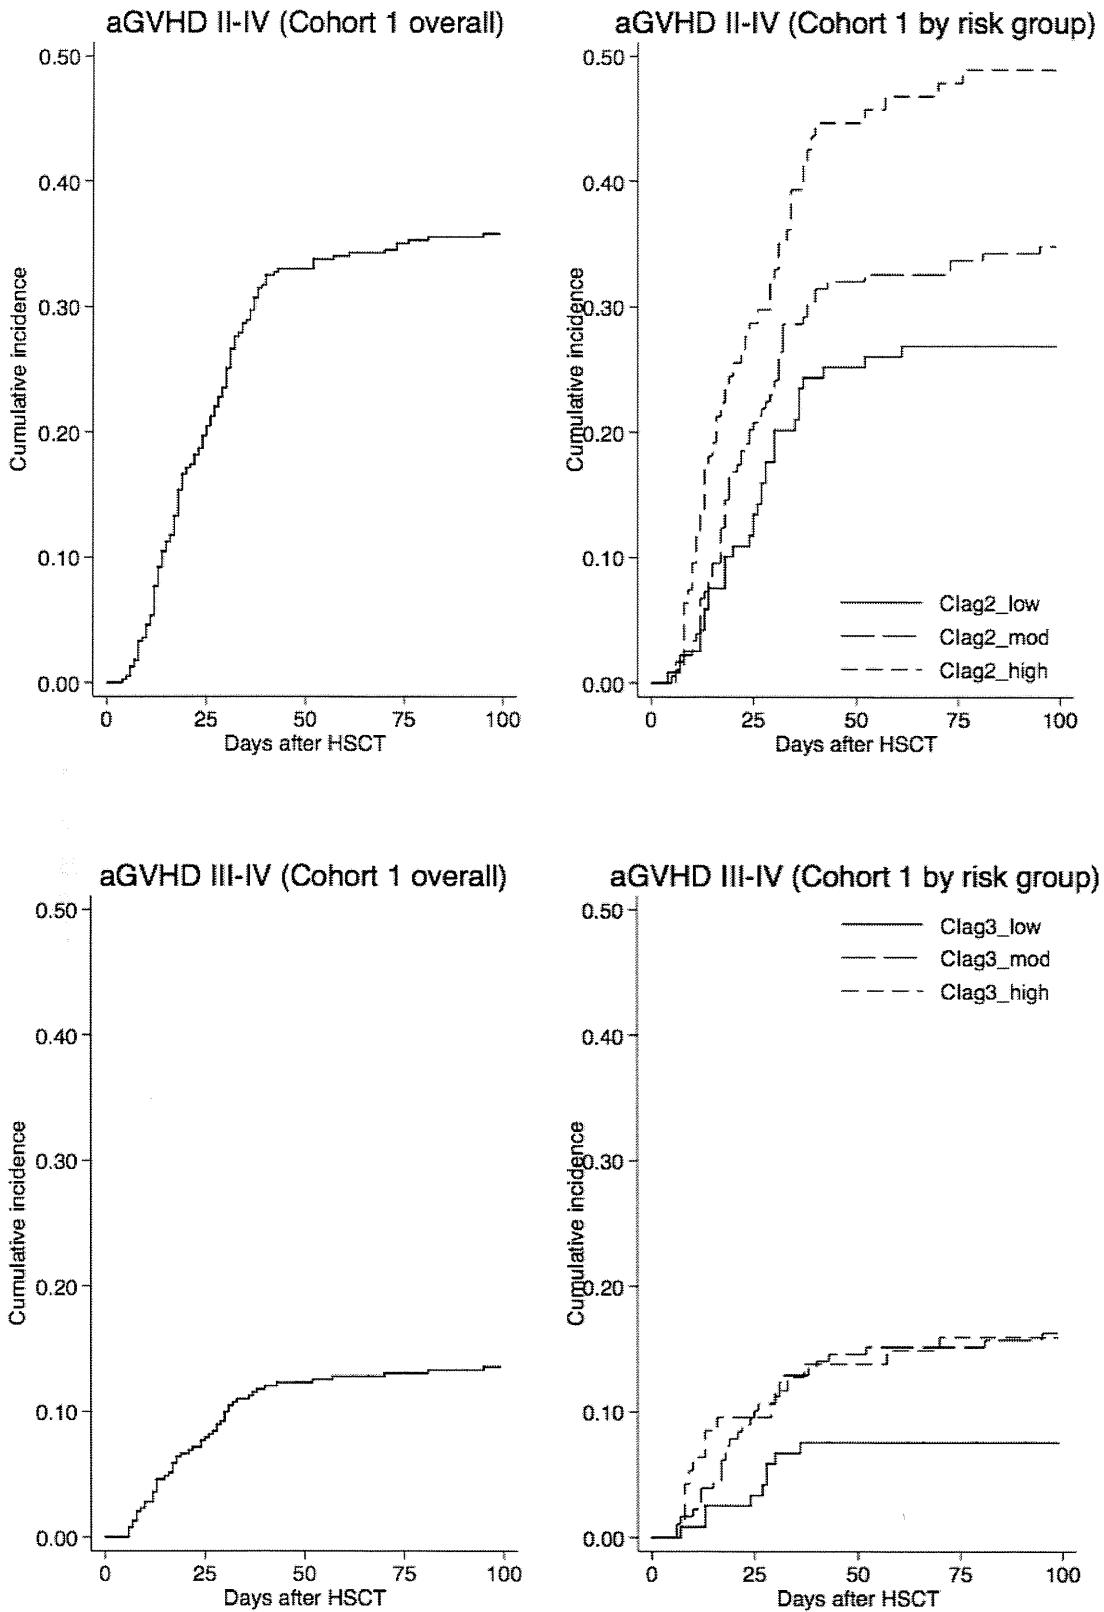 aGVHD II-IV (Cohort 1 overall)
0.50
0.40
0.30
0.20
0.10
0.00
Cumulative incidence
0 25 50 75 100
Days after HSCT
aGVHD II-IV (Cohort 1 by risk group)
0.50
0.40
0.30
0.20
0.10
0.00
Cumulative incidence
Clag2_low
Clag2_mod
Clag2_high
0 25 50 75 100
Days after HSCT
aGVHD III-IV (Cohort 1 overall)
0.50
0.40
0.30
0.20
0.10
0.00
Cumulative incidence
0 25 50 75 100
Days after HSCT
aGVHD III-IV (Cohort 1 by risk group)
Clag3_low
Clag3_mod
Clag3_high
0.50
0.40
0.30
0.20
0.10
0.00
Cumulative incidence
0 25 50 75 100
Days after HSCT